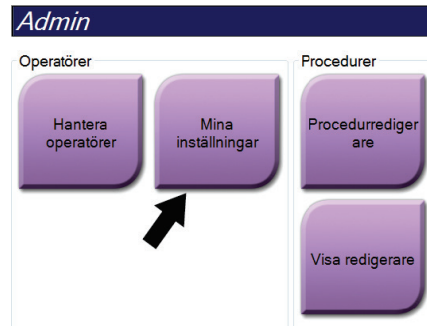 Admin
Operatörer
Hantera
operatörer
Mina
inställningar
Procedurer
Procedurrediger
are
Visa redigerare